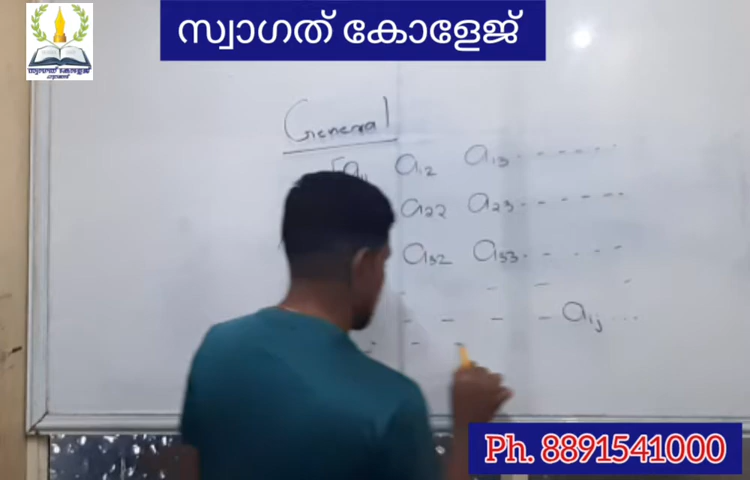 സ്വാഗത് കോളേജ്
General
a11 a12 a13 - - - - - -
a22 a23 - - - - - -
a32 a33 - - - - -
- - - -
- - - - aij - -
- - -
Ph. 8891541000